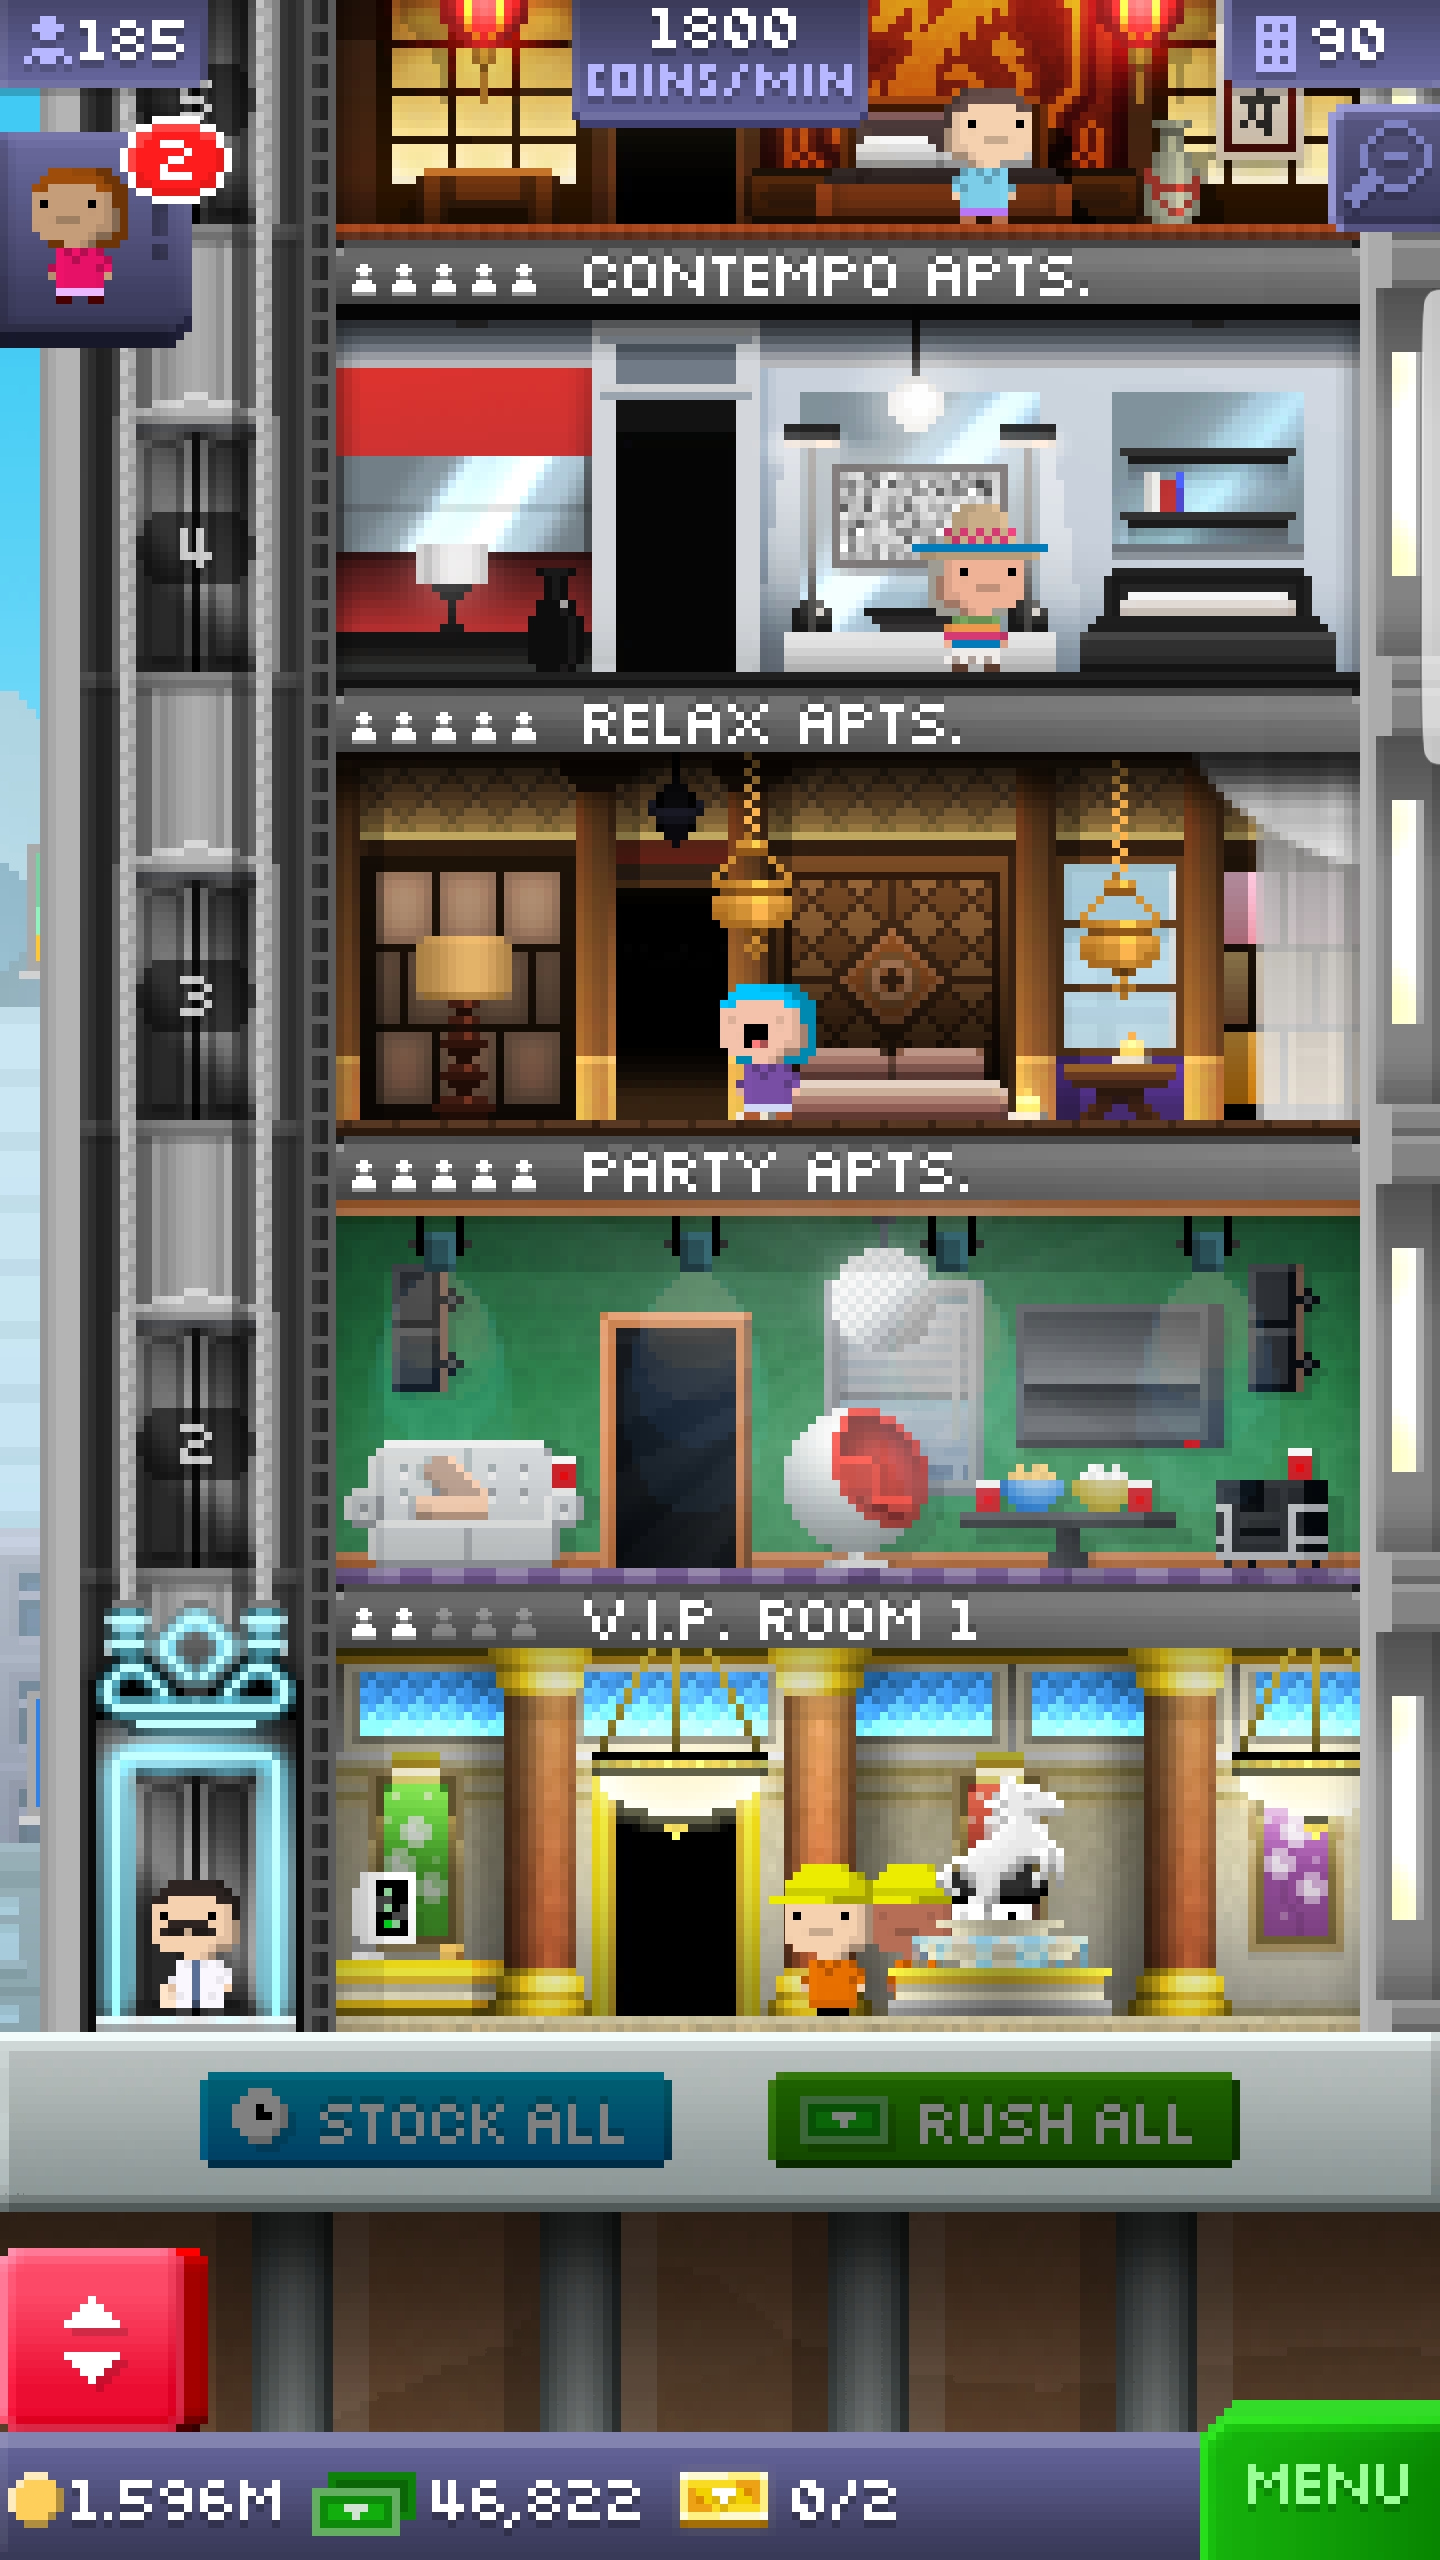 185
1800
COINS/MIN
90
5
2
CONTEMPO APTS.
4
RELAX APTS.
3
PARTY APTS.
2
V.I.P. ROOM 1
STOCK ALL
RUSH ALL
1.596M
46,822
0/2
MENU